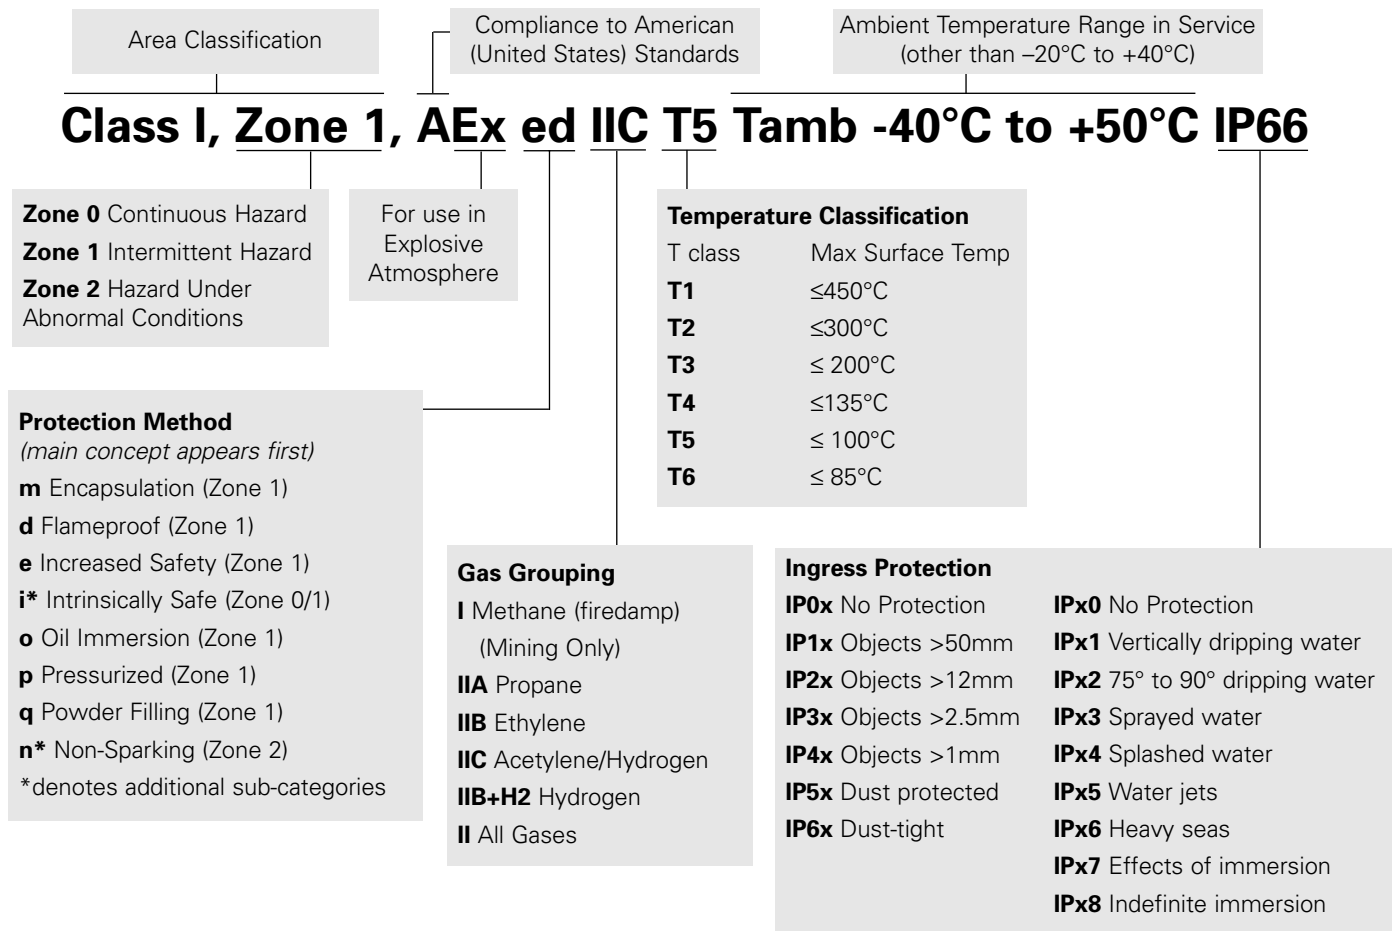 Area Classification
Compliance to American
(United States) Standards
Ambient Temperature Range in Service
(other than –20°C to +40°C)
Class I, Zone 1, AEx ed IIC T5 Tamb -40°C to +50°C IP66
Zone 0 Continuous Hazard
Zone 1 Intermittent Hazard
Zone 2 Hazard Under
Abnormal Conditions
For use in
Explosive
Atmosphere
Temperature Classification
T class Max Surface Temp
T1 ≤450°C
T2 ≤300°C
T3 ≤ 200°C
T4 ≤135°C
T5 ≤ 100°C
T6 ≤ 85°C
Protection Method
(main concept appears first)
m Encapsulation (Zone 1)
d Flameproof (Zone 1)
e Increased Safety (Zone 1)
i* Intrinsically Safe (Zone 0/1)
o Oil Immersion (Zone 1)
p Pressurized (Zone 1)
q Powder Filling (Zone 1)
n* Non-Sparking (Zone 2)
*denotes additional sub-categories
Gas Grouping
I Methane (firedamp)
(Mining Only)
IIA Propane
IIB Ethylene
IIC Acetylene/Hydrogen
IIB+H2 Hydrogen
II All Gases
Ingress Protection
IP0x No Protection
IP1x Objects >50mm
IP2x Objects >12mm
IP3x Objects >2.5mm
IP4x Objects >1mm
IP5x Dust protected
IP6x Dust-tight
IPx0 No Protection
IPx1 Vertically dripping water
IPx2 75° to 90° dripping water
IPx3 Sprayed water
IPx4 Splashed water
IPx5 Water jets
IPx6 Heavy seas
IPx7 Effects of immersion
IPx8 Indefinite immersion